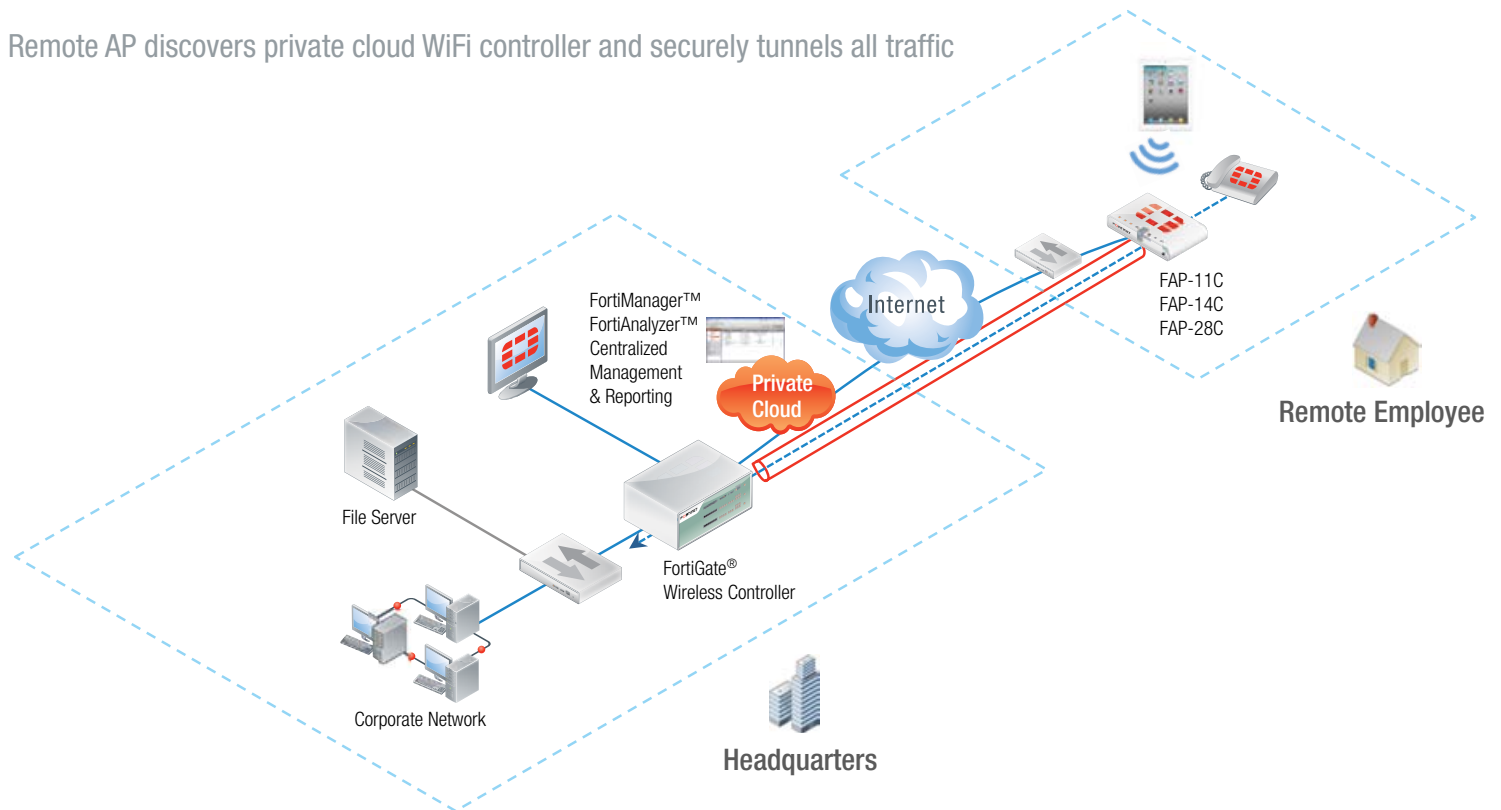 Remote AP discovers private cloud WiFi controller and securely tunnels all traffic
FortiManager™
FortiAnalyzer™
Centralized
Management
& Reporting
Private
Cloud
Internet
FAP-11C
FAP-14C
FAP-28C
Remote Employee
File Server
FortiGate®
Wireless Controller
Corporate Network
Headquarters